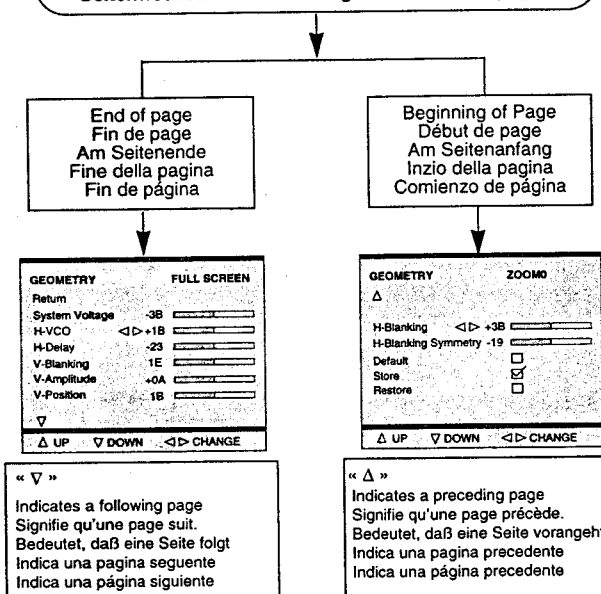 End of page
Fin de page
Am Seitenende
Fine della pagina
Fin de página
Beginning of Page
Début de page
Am Seitenanfang
Inzio della pagina
Comienzo de página
GEOMETRY FULL SCREEN
Return
System Voltage -3B
H-VCO ◁ ▷ +1B
H-Delay -23
V-Blanking 1E
V-Amplitude +0A
V-Position 1B
▽
△ UP ▽ DOWN ◁ ▷ CHANGE
GEOMETRY ZOOM0
△
H-Blanking ◁ ▷ +3B
H-Blanking Symmetry -19
Default
Store
Restore
△ UP ▽ DOWN ◁ ▷ CHANGE
« ▽ »
Indicates a following page
Signifie qu'une page suit.
Bedeutet, daß eine Seite folgt
Indica una pagina seguente
Indica una página siguiente
« △ »
Indicates a preceding page
Signifie qu'une page précède.
Bedeutet, daß eine Seite vorangeht
Indica una pagina precedente
Indica una página precedente